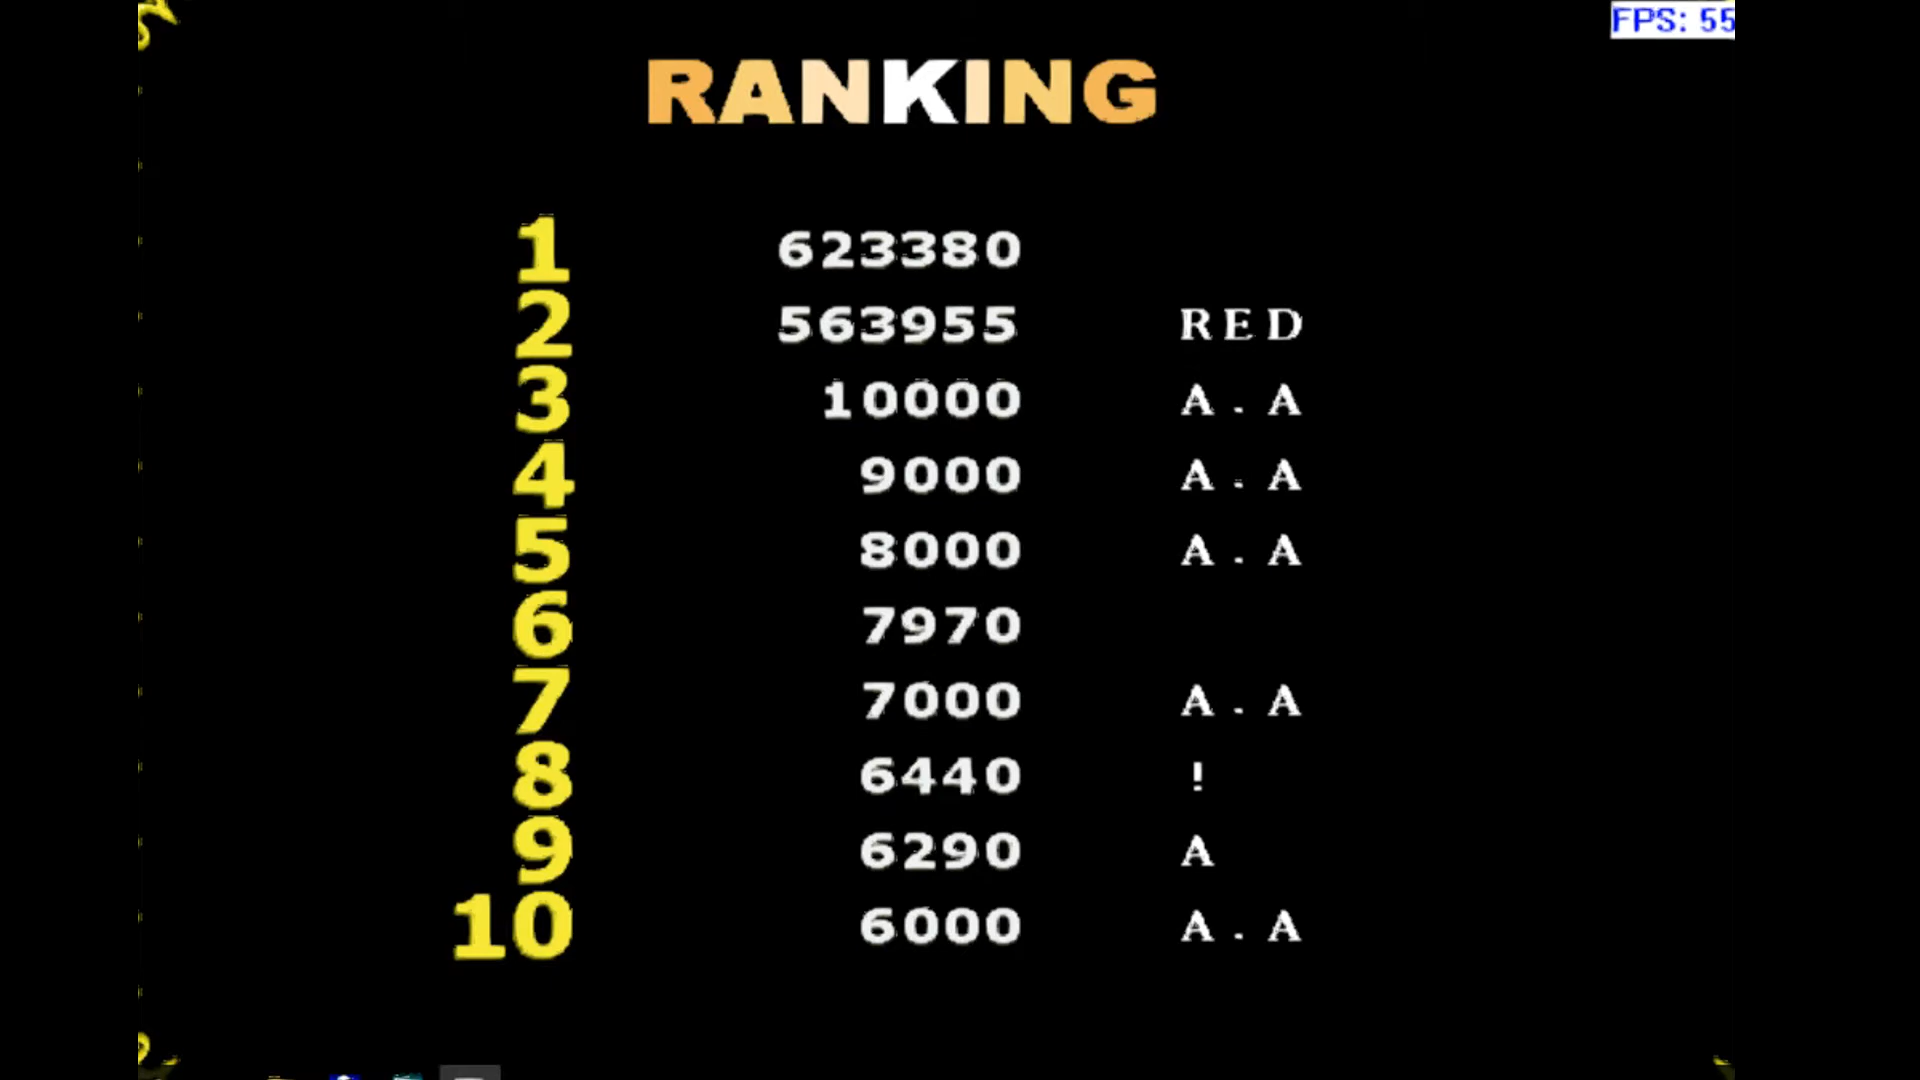 FPS: 55
RANKING
1 623380
2 563955 RED
3 10000 A.A
4 9000 A.A
5 8000 A.A
6 7970
7 7000 A.A
8 6440 !
9 6290 A
10 6000 A.A